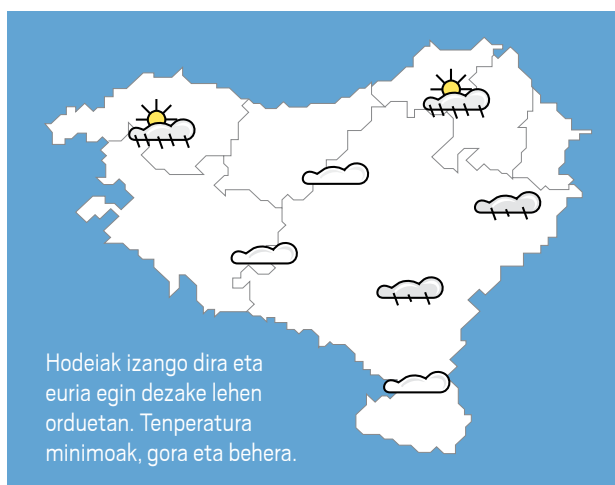 Hodeiak izango dira eta
euria egin dezake lehen
orduetan. Tenperatura
minimoak, gora eta behera.